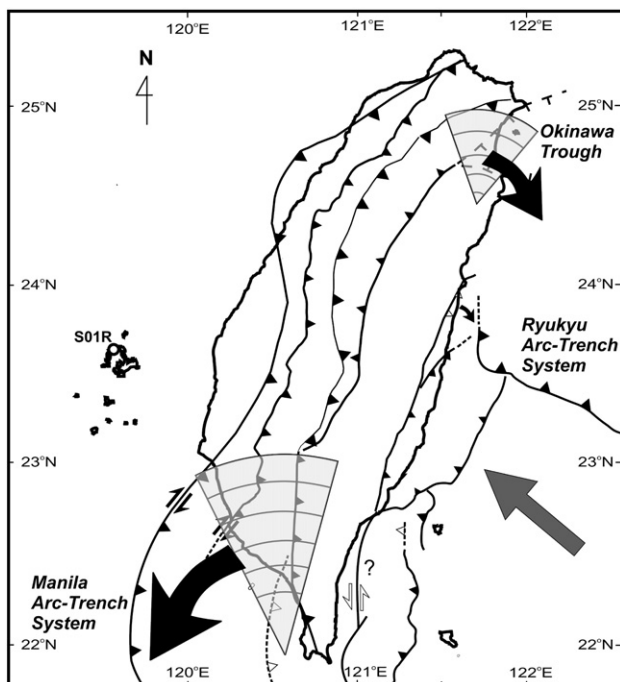 120°E
121°E
122°E
N
25°N
25°N
Okinawa
Trough
24°N
24°N
S01R
Ryukyu
Arc-Trench
System
23°N
23°N
?
Manila
Arc-Trench
System
22°N
22°N
120°E
121°E
122°E